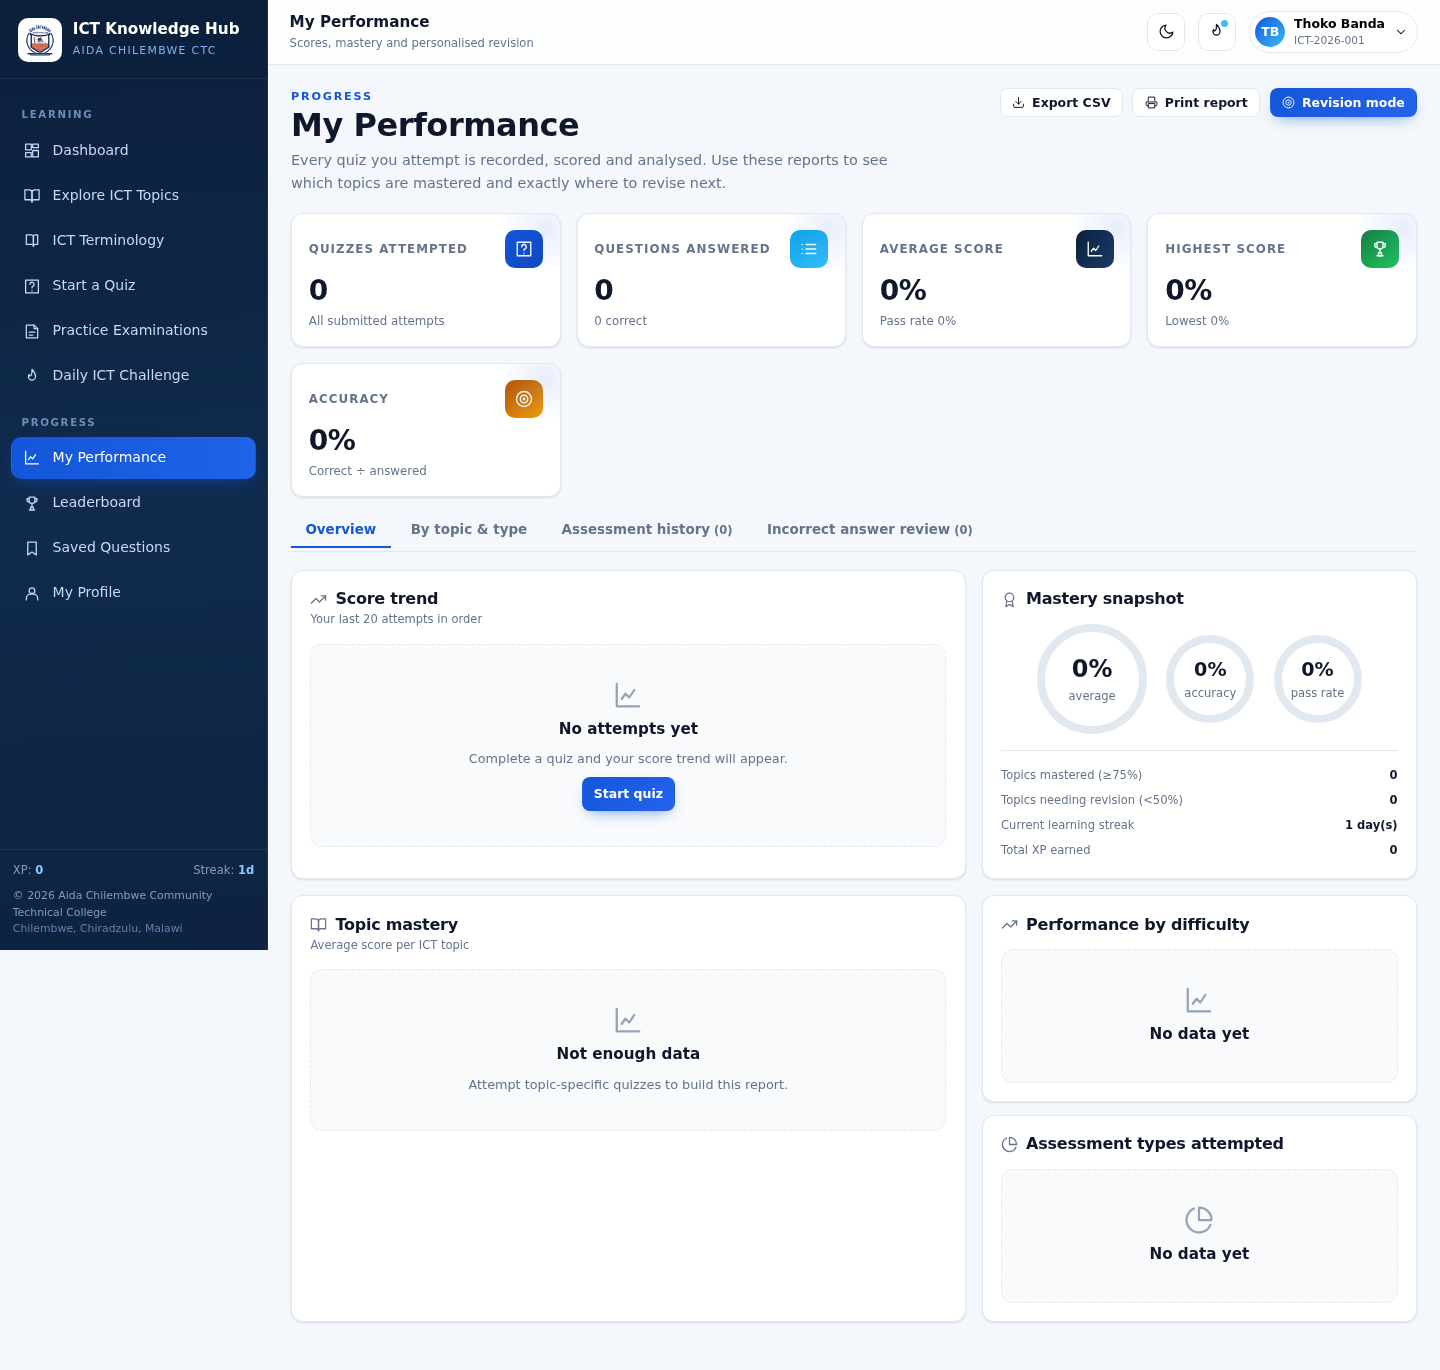 ICT Knowledge Hub
AIDA CHILEMBWE CTC
LEARNING
Dashboard
Explore ICT Topics
ICT Terminology
Start a Quiz
Practice Examinations
Daily ICT Challenge
PROGRESS
My Performance
Leaderboard
Saved Questions
My Profile
XP: 0
Streak: 1d
© 2026 Aida Chilembwe Community
Technical College
Chilembwe, Chiradzulu, Malawi
My Performance
Scores, mastery and personalised revision
TB
Thoko Banda
ICT-2026-001
PROGRESS
My Performance
Every quiz you attempt is recorded, scored and analysed. Use these reports to see
which topics are mastered and exactly where to revise next.
Export CSV
Print report
Revision mode
QUIZZES ATTEMPTED
0
All submitted attempts
QUESTIONS ANSWERED
0
0 correct
AVERAGE SCORE
0%
Pass rate 0%
HIGHEST SCORE
0%
Lowest 0%
ACCURACY
0%
Correct ÷ answered
Overview
By topic & type
Assessment history (0)
Incorrect answer review (0)
Score trend
Your last 20 attempts in order
No attempts yet
Complete a quiz and your score trend will appear.
Start quiz
Mastery snapshot
0%
average
0%
accuracy
0%
pass rate
Topics mastered (≥75%) 0
Topics needing revision (<50%) 0
Current learning streak 1 day(s)
Total XP earned 0
Topic mastery
Average score per ICT topic
Not enough data
Attempt topic-specific quizzes to build this report.
Performance by difficulty
No data yet
Assessment types attempted
No data yet